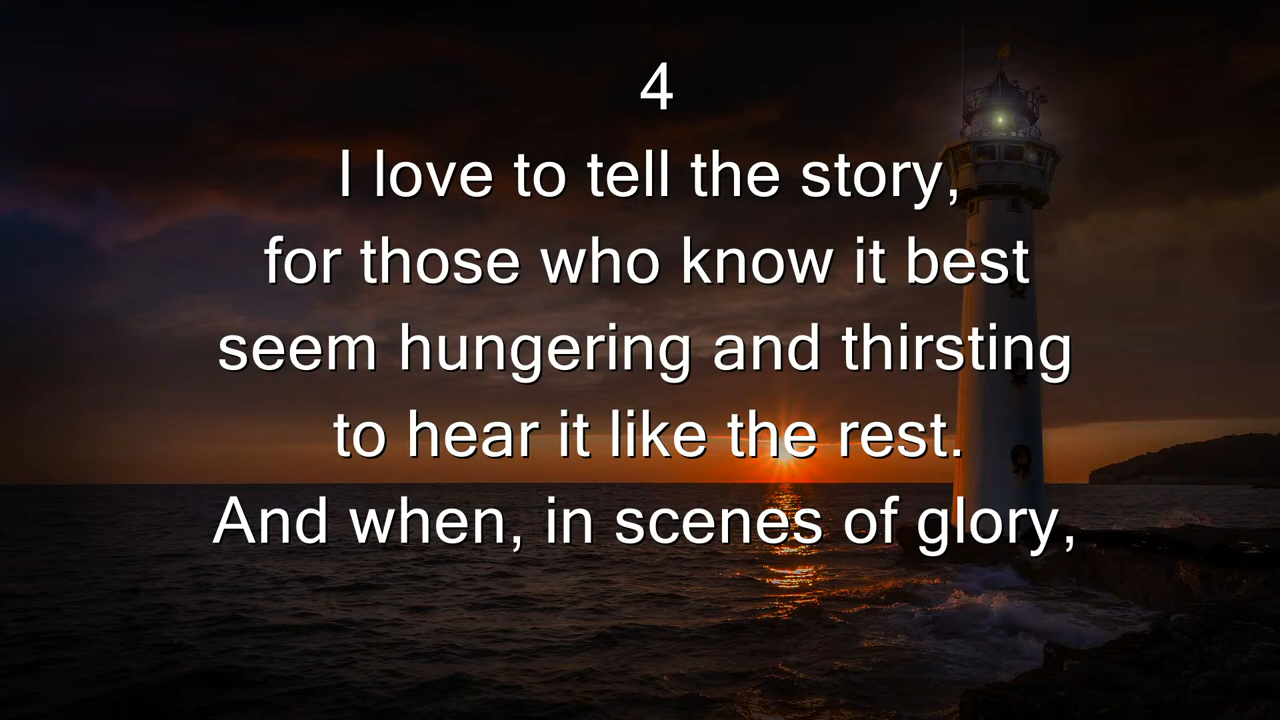 4
I love to tell the story,
for those who know it best
seem hungering and thirsting
to hear it like the rest.
And when, in scenes of glory,